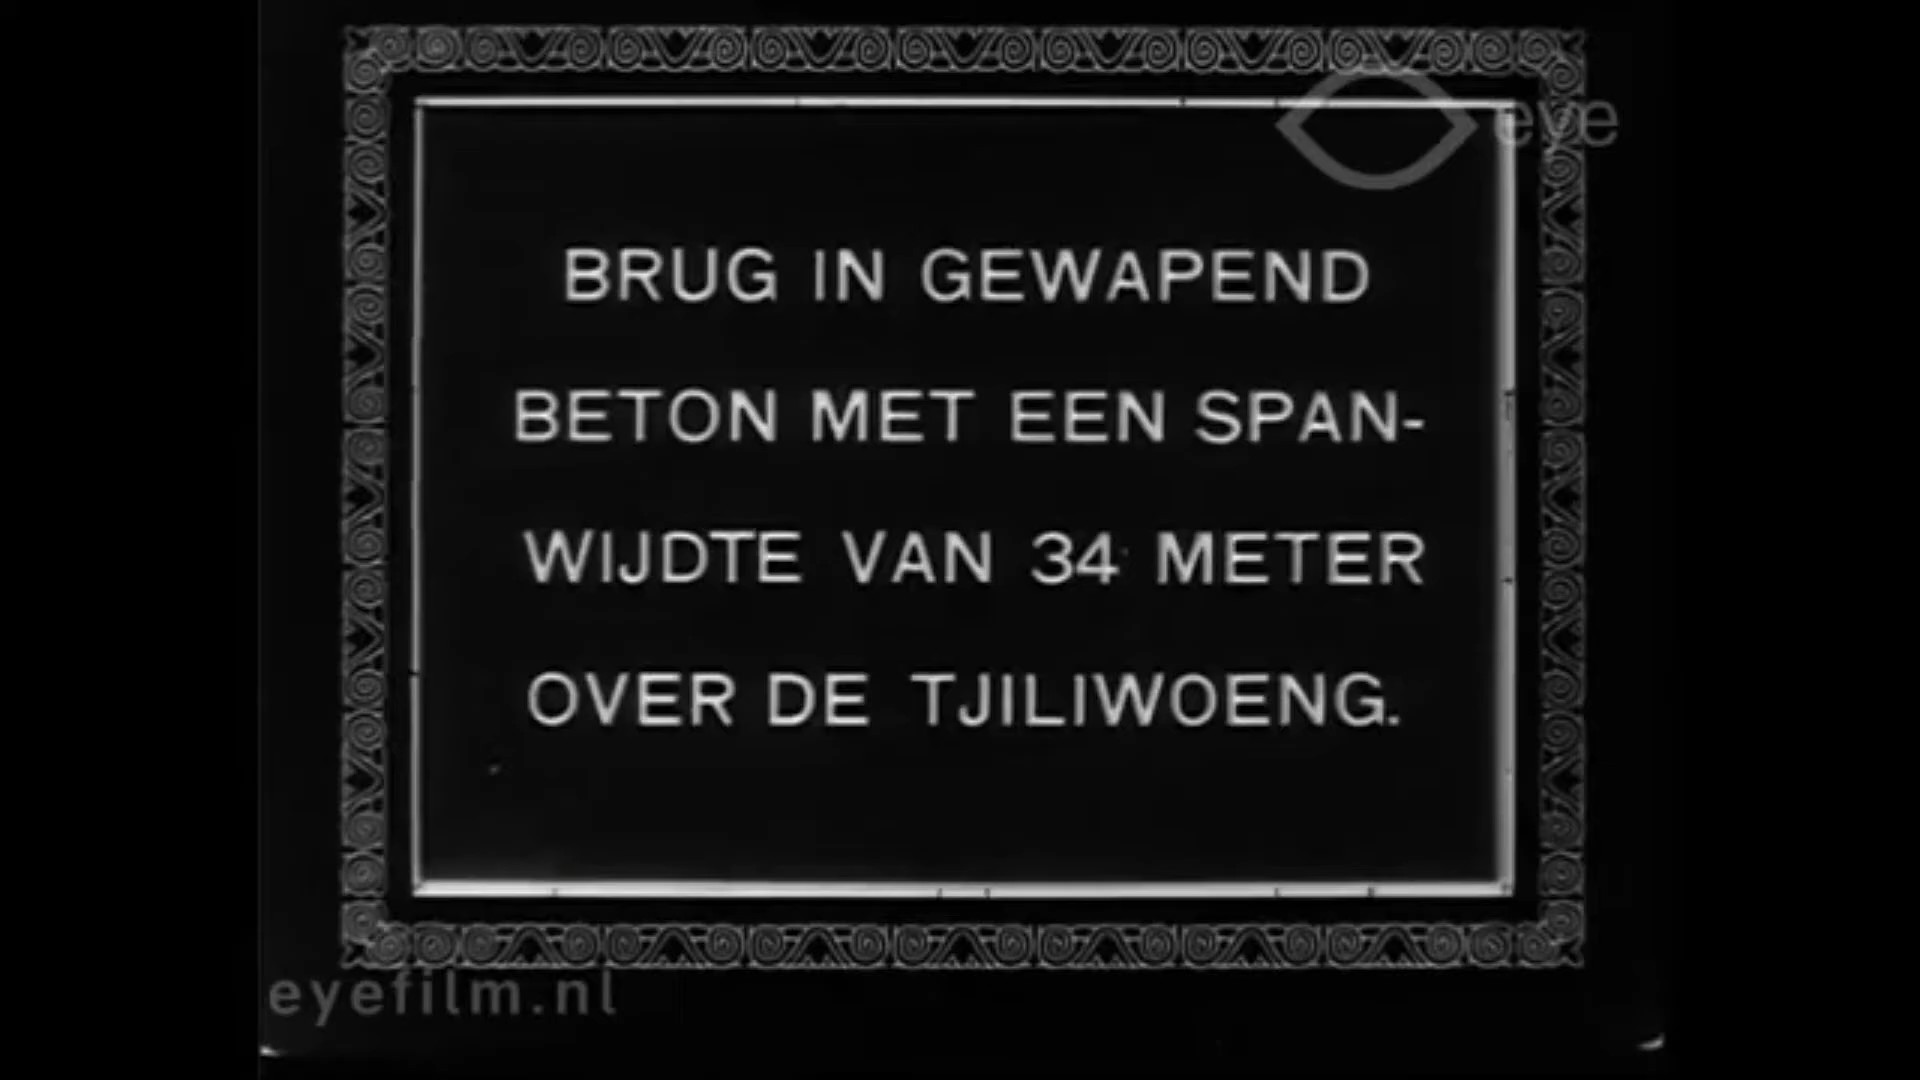 eye
BRUG IN GEWAPEND
BETON MET EEN SPAN-
WIJDTE VAN 34 METER
OVER DE TJILIWOENG.
eyefilm.nl